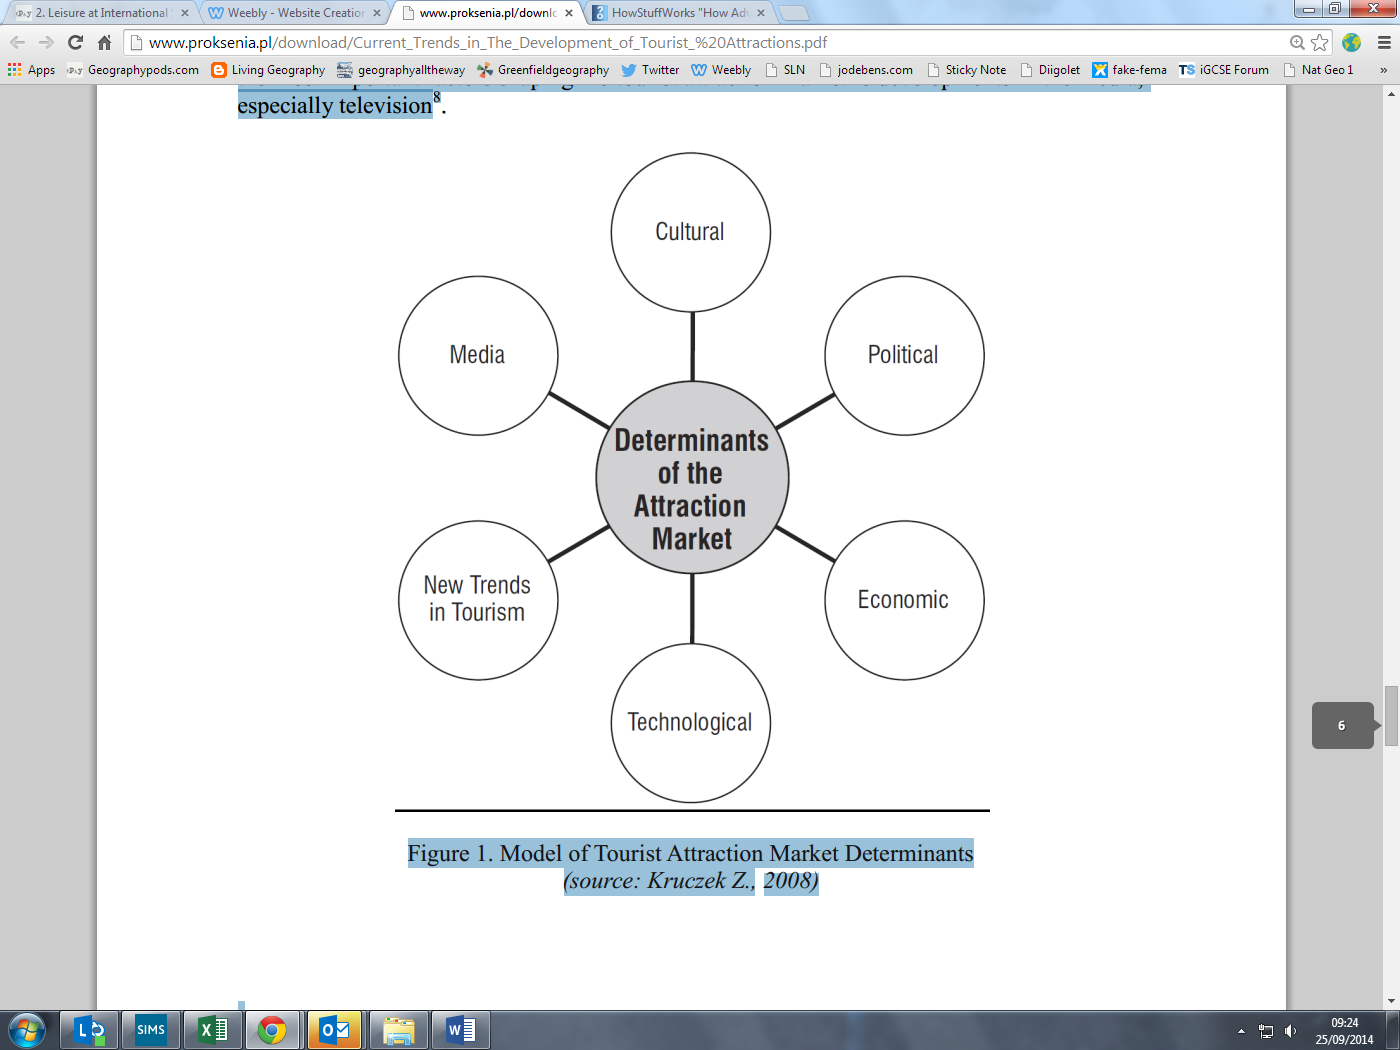 2. Leisure at International
Weebly - Website Creation
www.proksenia.pl/downlo
HowStuffWorks "How Adv
www.proksenia.pl/download/Current_Trends_in_The_Development_of_Tourist_%20Attractions.pdf
Apps
Geographypods.com
Living Geography
geographyalltheway
Greenfieldgeography
Twitter
Weebly
SLN
jodebens.com
Sticky Note
Diigolet
fake-fema
iGCSE Forum
Nat Geo 1
»
especially television⁸.
Cultural
Media
Political
Determinants
of the
Attraction
Market
New Trends
in Tourism
Economic
Technological
6
Figure 1. Model of Tourist Attraction Market Determinants
(source: Kruczek Z., 2008)
SIMS
09:24
25/09/2014